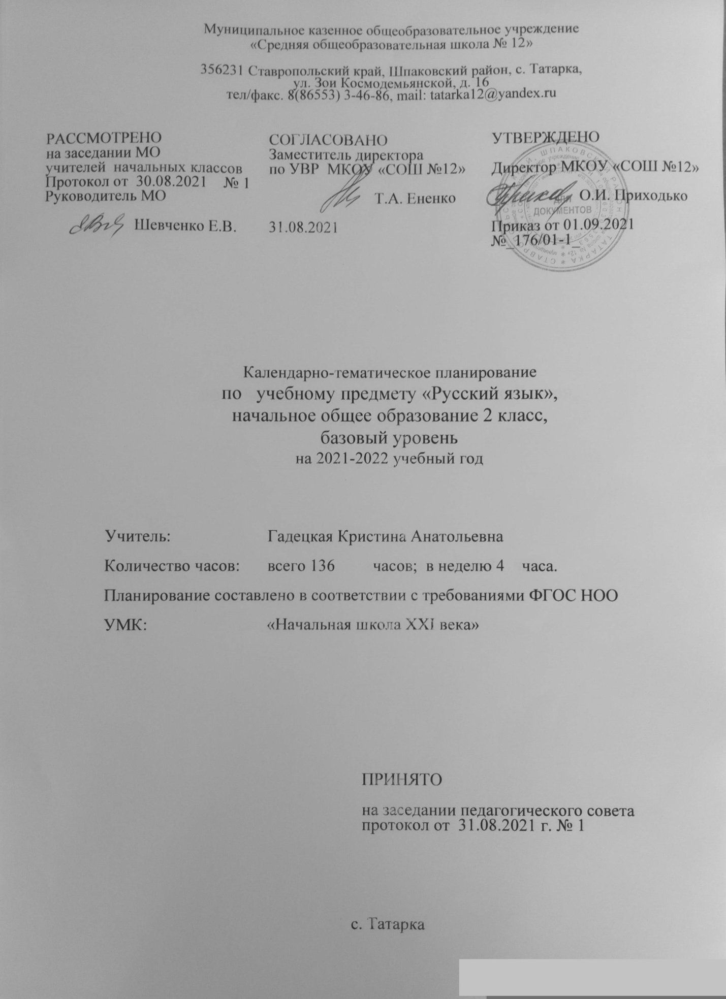 Муниципальное казенное общеобразовательное учреждение
«Средняя общеобразовательная школа № 12»
356231 Ставропольский край, Шпаковский район, с. Татарка,
ул. Зои Космодемьянской, д. 16
тел/факс. 8(86553) 3-46-86, mail: tatarka12@yandex.ru
РАССМОТРЕНО
на заседании МО
учителей начальных классов
Протокол от 30.08.2021 № 1
Руководитель МО
Шевченко Е.В.
СОГЛАСОВАНО
Заместитель директора
по УВР МКОУ «СОШ №12»
Т.А. Ененко
31.08.2021
УТВЕРЖДЕНО
Директор МКОУ «СОШ №12»
О.И. Приходько
Приказ от 01.09.2021
№_176/01-1_
ДЛЯ
ДОКУМЕНТОВ
Календарно-тематическое планирование
по учебному предмету «Русский язык»,
начальное общее образование 2 класс,
базовый уровень
на 2021-2022 учебный год
Учитель: Гадецкая Кристина Анатольевна
Количество часов: всего 136 часов; в неделю 4 часа.
Планирование составлено в соответствии с требованиями ФГОС НОО
УМК: «Начальная школа XXI века»
ПРИНЯТО
на заседании педагогического совета
протокол от 31.08.2021 г. № 1
с. Татарка